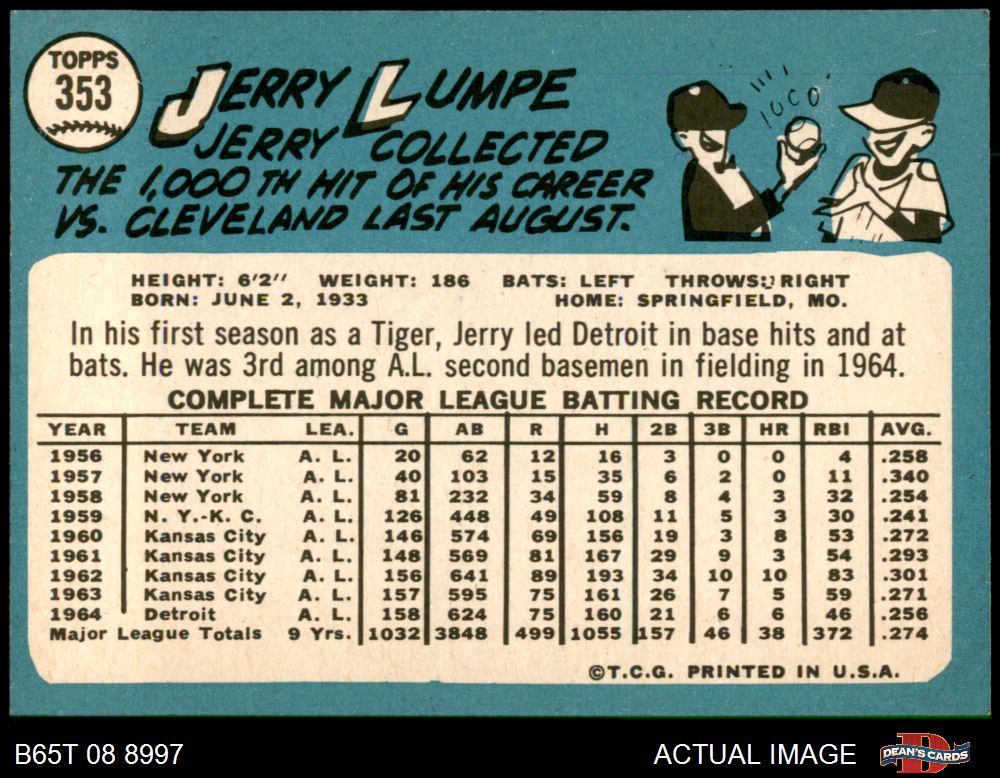 TOPPS
353
JERRY LUMPE
JERRY COLLECTED
THE 1,000 TH HIT OF HIS CAREER
VS. CLEVELAND LAST AUGUST.
1000
HEIGHT: 6'2" WEIGHT: 186 BATS: LEFT THROWS: RIGHT
BORN: JUNE 2, 1933 HOME: SPRINGFIELD, MO.
In his first season as a Tiger, Jerry led Detroit in base hits and at
bats. He was 3rd among A.L. second basemen in fielding in 1964.
COMPLETE MAJOR LEAGUE BATTING RECORD
YEAR TEAM LEA. G AB R H 2B 3B HR RBI AVG.
1956 New York A. L. 20 62 12 16 3 0 0 4 .258
1957 New York A. L. 40 103 15 35 6 2 0 11 .340
1958 New York A. L. 81 232 34 59 8 4 3 32 .254
1959 N. Y.-K. C. A. L. 126 448 49 108 11 5 3 30 .241
1960 Kansas City A. L. 146 574 69 156 19 3 8 53 .272
1961 Kansas City A. L. 148 569 81 167 29 9 3 54 .293
1962 Kansas City A. L. 156 641 89 193 34 10 10 83 .301
1963 Kansas City A. L. 157 595 75 161 26 7 5 59 .271
1964 Detroit A. L. 158 624 75 160 21 6 6 46 .256
Major League Totals 9 Yrs. 1032 3848 499 1055 157 46 38 372 .274
©T.C.G. PRINTED IN U.S.A.
B65T 08 8997 ACTUAL IMAGE DEAN'S CARDS